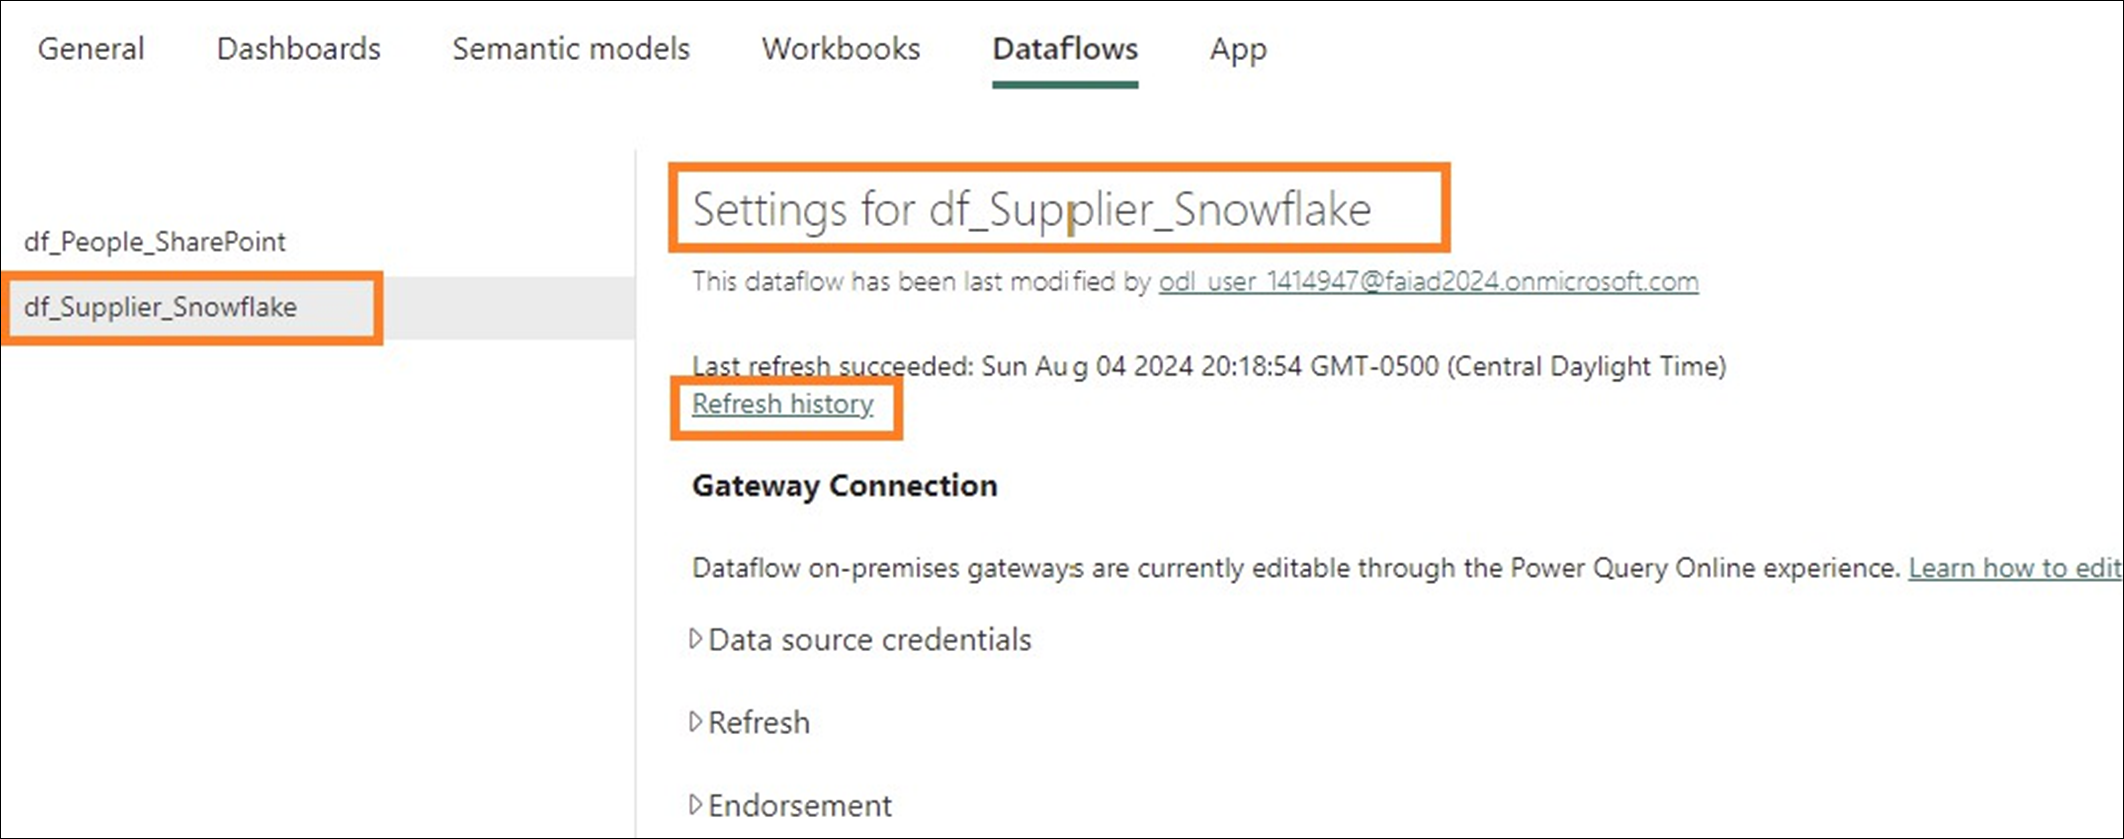 General Dashboards Semantic models Workbooks Dataflows App
df_People_SharePoint
df_Supplier_Snowflake
Settings for df_Supplier_Snowflake
This dataflow has been last modified by odl_user_1414947@faiad2024.onmicrosoft.com
Last refresh succeeded: Sun Aug 04 2024 20:18:54 GMT-0500 (Central Daylight Time)
Refresh history
Gateway Connection
Dataflow on-premises gateways are currently editable through the Power Query Online experience. Learn how to edit
Data source credentials
Refresh
Endorsement